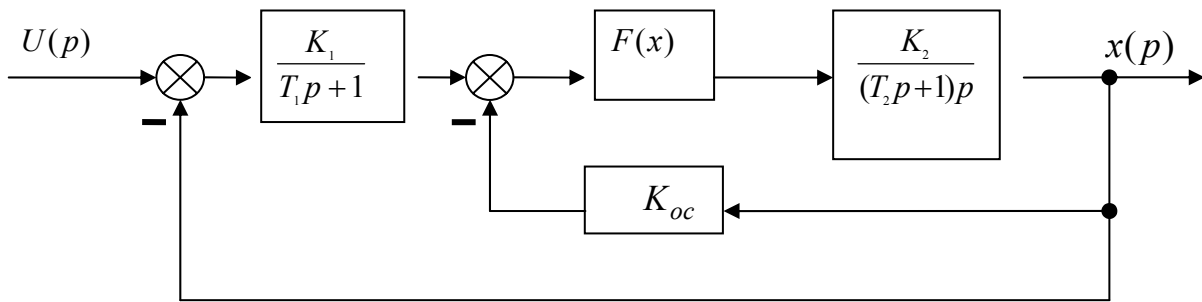 U(p)
K₁
T₁p + 1
F(x)
K₂
(T₂p+1)p
x(p)
K_oc